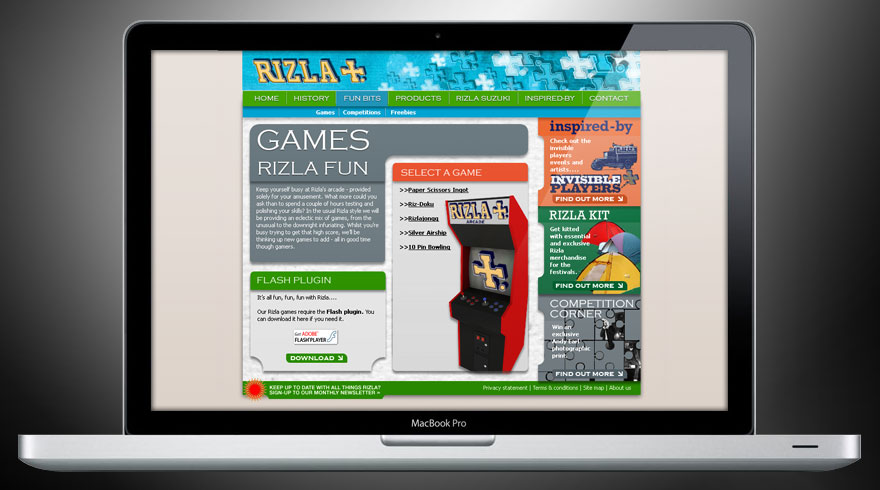 RIZLA +
HOME
HISTORY
FUN BITS
PRODUCTS
RIZLA SUZUKI
INSPIRED-BY
CONTACT
Games
Competitions
Freebies
GAMES
RIZLA FUN
Keep yourself busy at Rizla's arcade - provided
solely for your amusement. What more could you
ask than to spend a couple of hours testing and
polishing your skills? In the usual Rizla style we will
be providing an eclectic mix of games, from the
unusual to the downright infuriating. Whilst you're
busy trying to get that high score, we'll be
thinking up new games to add - all in good time
though gamers.
FLASH PLUGIN
It's all fun, fun, fun with Rizla....
Our Rizla games require the Flash plugin. You
can download it here if you need it.
Get ADOBE
FLASH PLAYER
DOWNLOAD
SELECT A GAME
>>Paper Scissors Ingot
>>Riz-Doku
>>Rizlajongg
>>Silver Airship
>>10 Pin Bowling
RIZLA +
ARCADE
inspired-by
Check out the
invisible
players
events and
artists....
INVISIBLE
PLAYERS
FIND OUT MORE
RIZLA KIT
Get kitted
with essential
and exclusive
Rizla
merchandise
for the
festivals.
FIND OUT MORE
COMPETITION
CORNER
Win an
exclusive
Andy Earl
photographic
print.
FIND OUT MORE
KEEP UP TO DATE WITH ALL THINGS RIZLA?
SIGN-UP TO OUR MONTHLY NEWSLETTER »
Privacy statement | Terms & conditions | Site map | About us
MacBook Pro